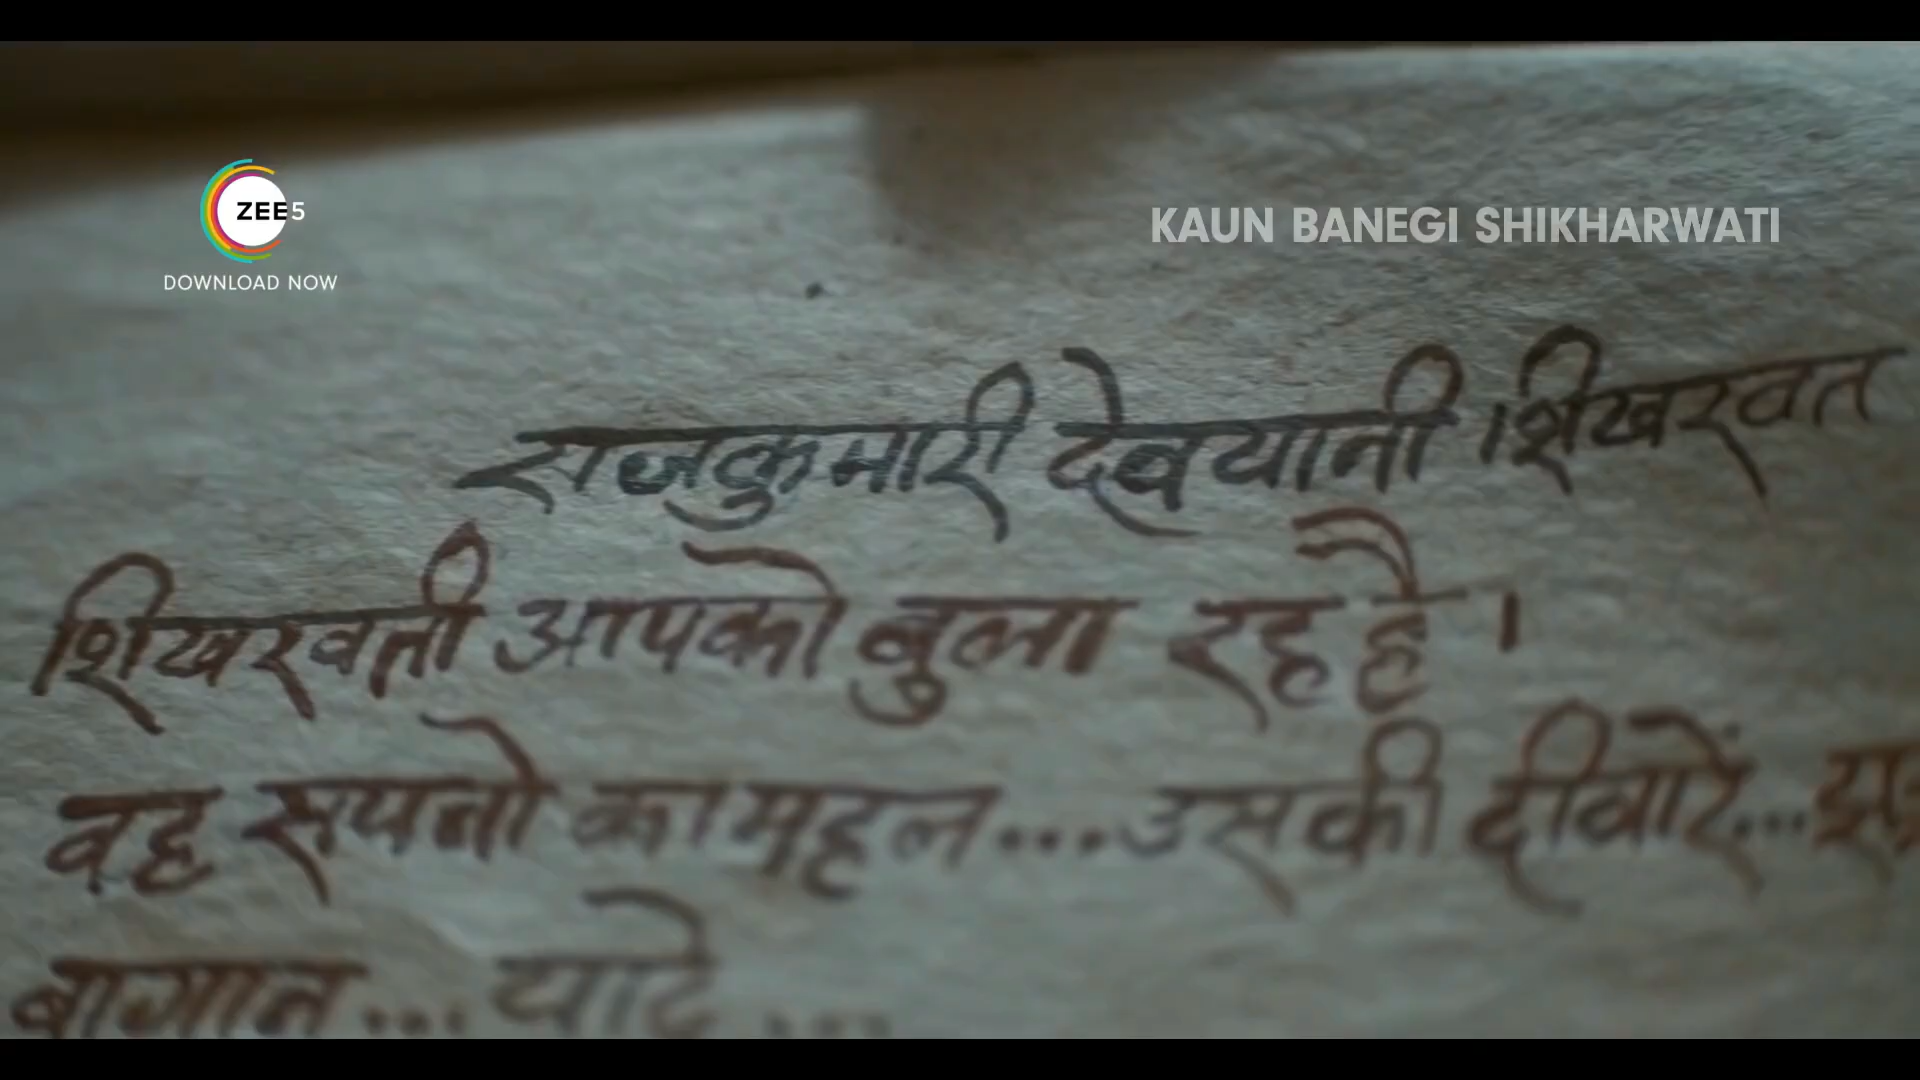 ZEE5
DOWNLOAD NOW
KAUN BANEGI SHIKHARWATI
राजकुमारी देवयानी शिखरवत
शिखरवती आपको बुला रह है।
वह सपनो का महल...उसकी दीवारें...
बागान... यादे...